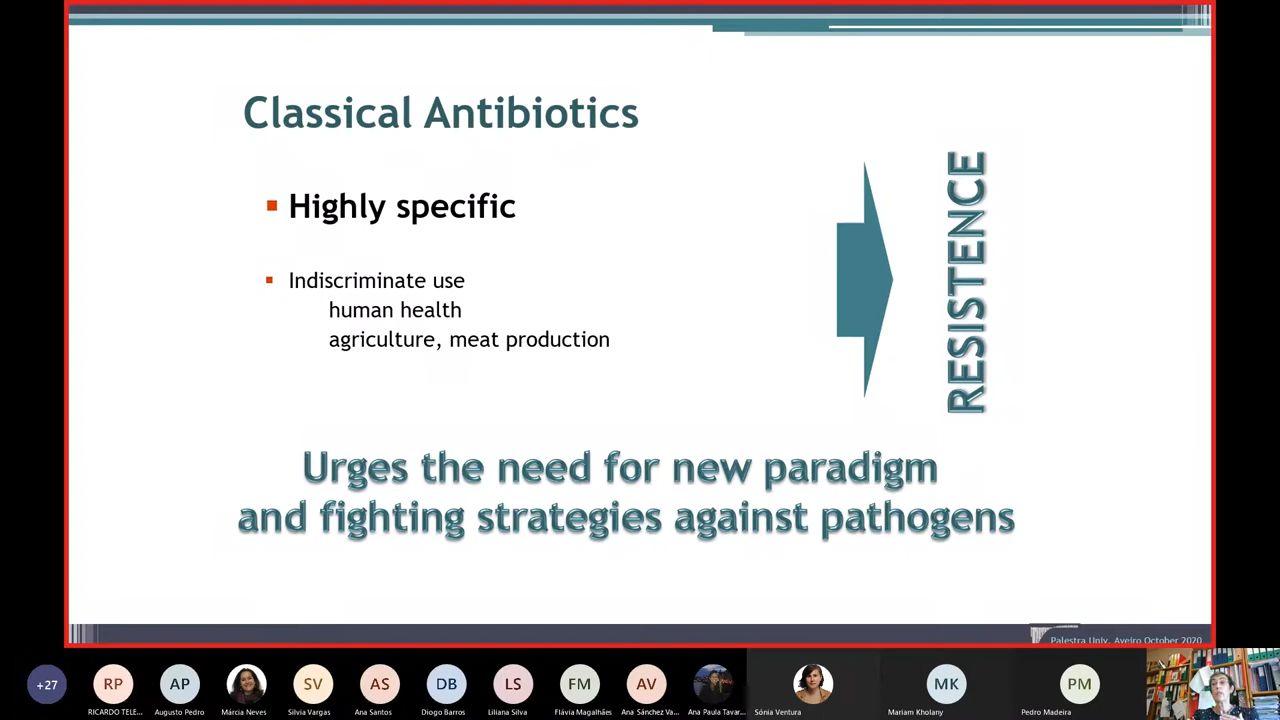 Classical Antibiotics
Highly specific
Indiscriminate use
human health
agriculture, meat production
RESISTENCE
Urges the need for new paradigm
and fighting strategies against pathogens
Palestra Univ. Aveiro October 2020
+27
RP
AP
SV
AS
DB
LS
FM
AV
MK
PM
RICARDO TELE...
Augusto Pedro
Márcia Neves
Silvia Vargas
Ana Santos
Diogo Barros
Liliana Silva
Flávia Magalhães
Ana Sánchez Va...
Ana Paula Tavar...
Sónia Ventura
Mariam Kholany
Pedro Madeira